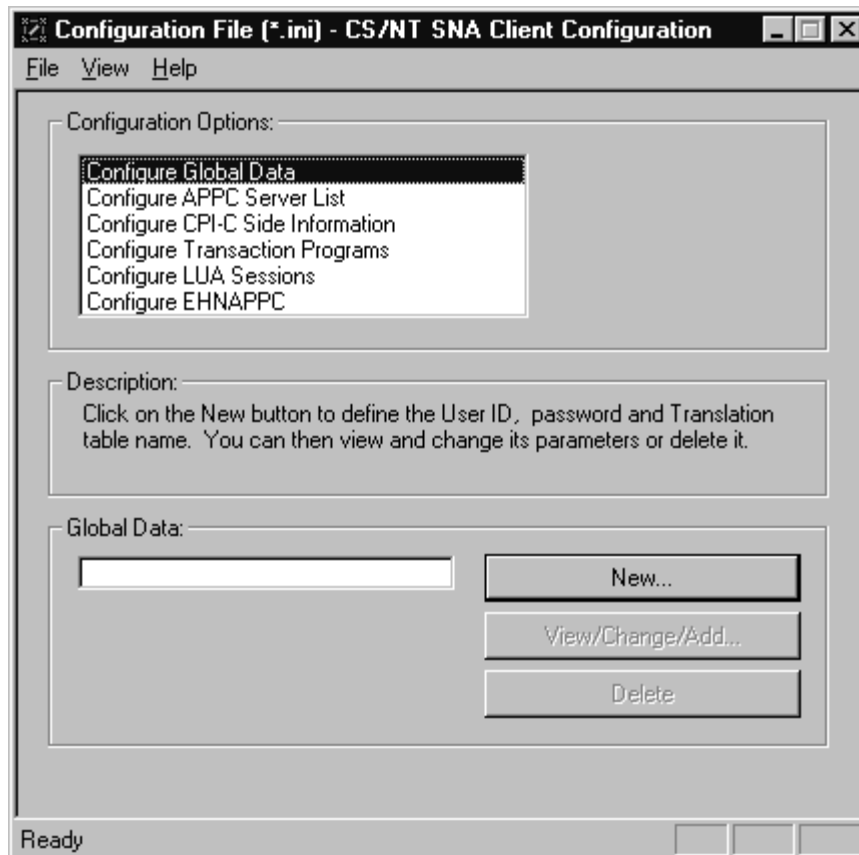 Configuration File (*.ini) - CS/NT SNA Client Configuration
File View Help
Configuration Options:
Configure Global Data
Configure APPC Server List
Configure CPI-C Side Information
Configure Transaction Programs
Configure LUA Sessions
Configure EHNAPPC
Description:
Click on the New button to define the User ID, password and Translation
table name. You can then view and change its parameters or delete it.
Global Data:
New...
View/Change/Add...
Delete
Ready